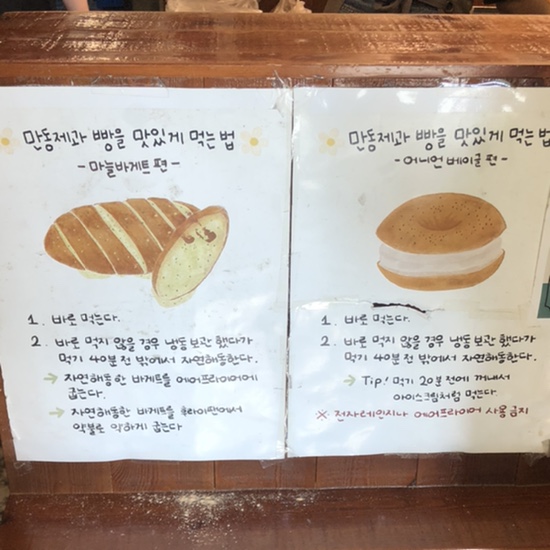 만동제과 빵을 맛있게 먹는 법
- 마늘바게트 편 -
1. 바로 먹는다.
2. 바로 먹지 않을 경우 냉동보관 했다가
먹기 40분 전 밖에서 자연해동한다.
→ 자연해동한 바게트를 에어프라이어에
굽는다.
→ 자연해동한 바게트를 후라이팬에서
약불로 약하게 굽는다
만동제과 빵을 맛있게 먹는 법
- 어니언 베이글 편 -
1. 바로 먹는다.
2. 바로 먹지 않을 경우 냉동보관 했다가
먹기 40분 전 밖에서 자연해동한다.
→ Tip! 먹기 20분전에 꺼내서
아이스크림처럼 먹는다.
※ 전자레인지나 에어프라이어 사용금지